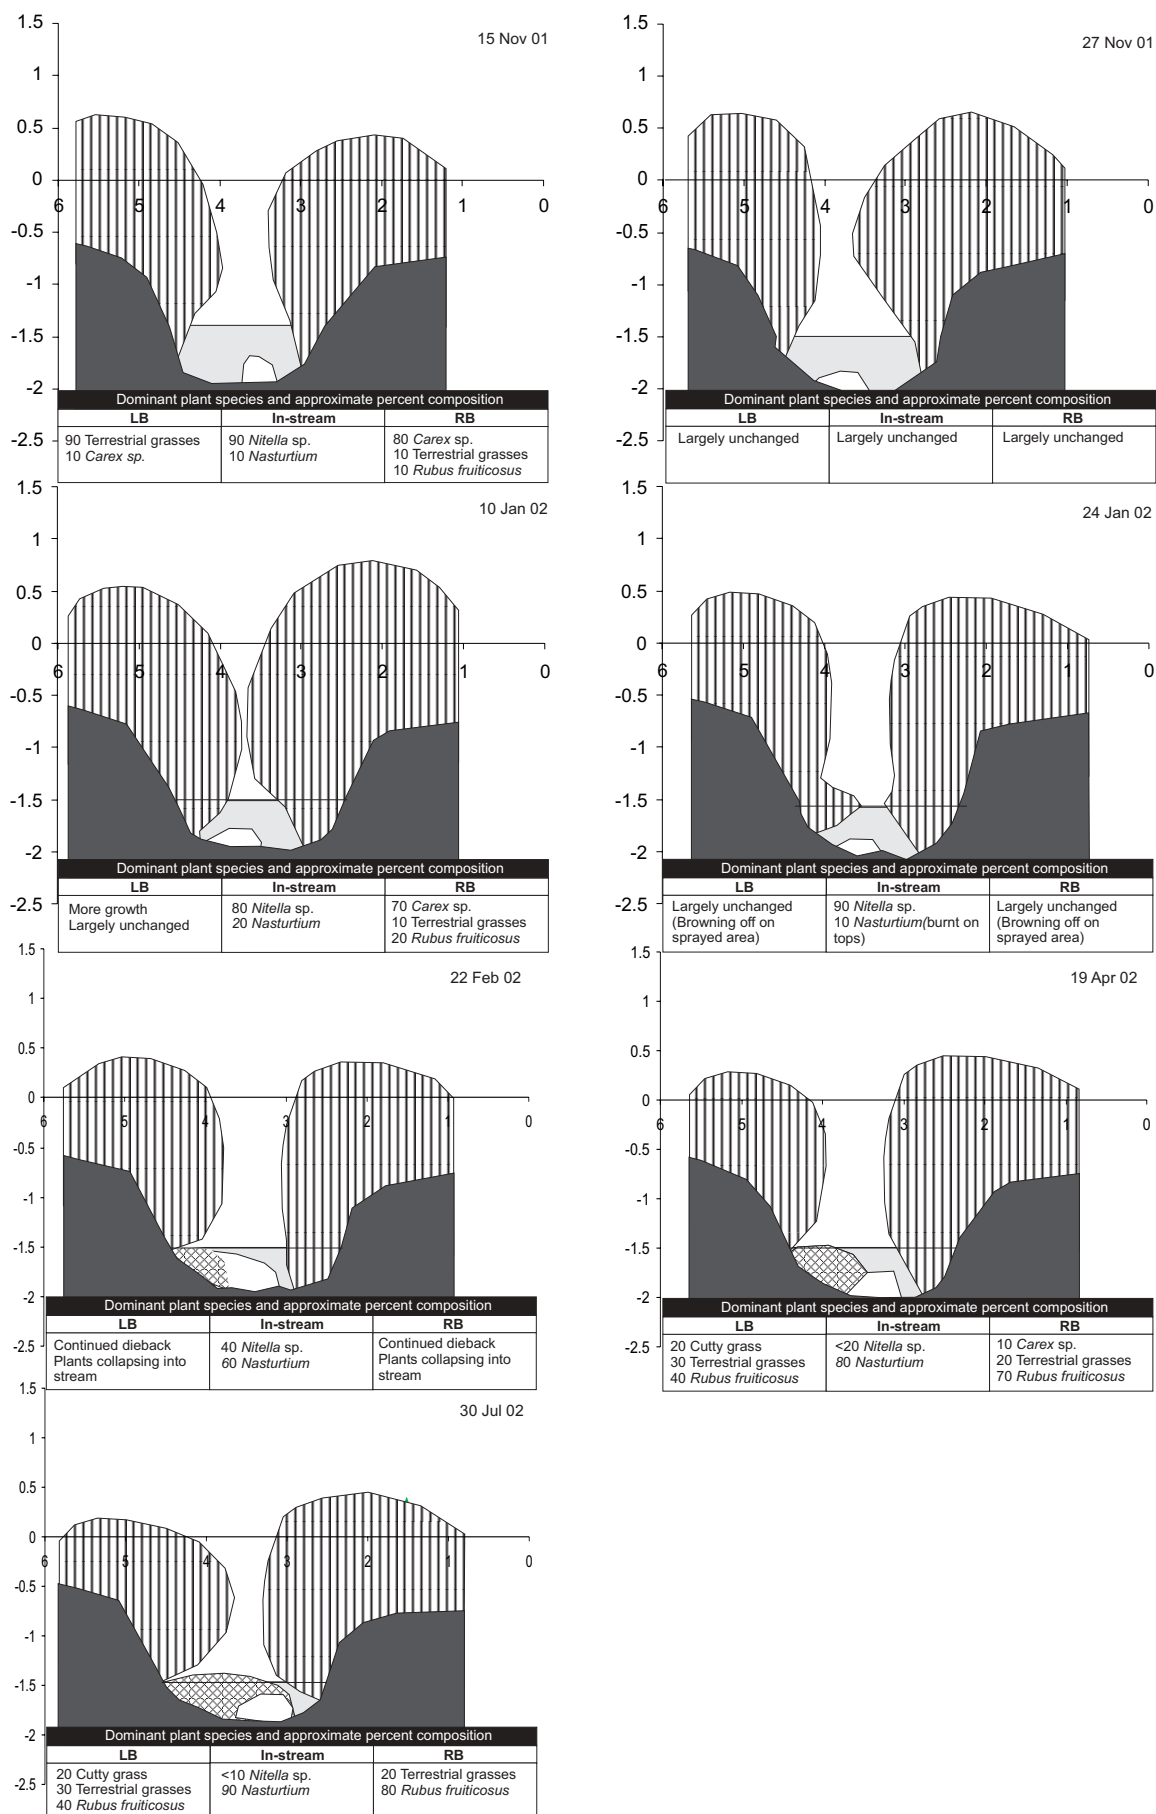 15 Nov 01
1.5
1
0.5
0
-0.5
-1
-1.5
-2
-2.5
6 5 4 3 2 1 0
Dominant plant species and approximate percent composition
LB In-stream RB
90 Terrestrial grasses 90 Nitella sp. 80 Carex sp.
10 Carex sp. 10 Nasturtium 10 Terrestrial grasses
10 Rubus fruiticosus
27 Nov 01
1.5
1
0.5
0
-0.5
-1
-1.5
-2
-2.5
6 5 4 3 2 1 0
Dominant plant species and approximate percent composition
LB In-stream RB
Largely unchanged Largely unchanged Largely unchanged
10 Jan 02
1.5
1
0.5
0
-0.5
-1
-1.5
-2
-2.5
6 5 4 3 2 1 0
Dominant plant species and approximate percent composition
LB In-stream RB
More growth 80 Nitella sp. 70 Carex sp.
Largely unchanged 20 Nasturtium 10 Terrestrial grasses
20 Rubus fruiticosus
24 Jan 02
1.5
1
0.5
0
-0.5
-1
-1.5
-2
-2.5
6 5 4 3 2 1 0
Dominant plant species and approximate percent composition
LB In-stream RB
Largely unchanged 90 Nitella sp. Largely unchanged
(Browning off on 10 Nasturtium(burnt on (Browning off on
sprayed area) tops) sprayed area)
22 Feb 02
1.5
1
0.5
0
-0.5
-1
-1.5
-2
-2.5
6 5 4 3 2 1 0
Dominant plant species and approximate percent composition
LB In-stream RB
Continued dieback 40 Nitella sp. Continued dieback
Plants collapsing into 60 Nasturtium Plants collapsing into
stream stream
19 Apr 02
1.5
1
0.5
0
-0.5
-1
-1.5
-2
-2.5
6 5 4 3 2 1 0
Dominant plant species and approximate percent composition
LB In-stream RB
20 Cutty grass <20 Nitella sp. 10 Carex sp.
30 Terrestrial grasses 80 Nasturtium 20 Terrestrial grasses
40 Rubus fruiticosus 70 Rubus fruiticosus
30 Jul 02
1.5
1
0.5
0
-0.5
-1
-1.5
-2
-2.5
6 5 4 3 2 1 0
Dominant plant species and approximate percent composition
LB In-stream RB
20 Cutty grass <10 Nitella sp. 20 Terrestrial grasses
30 Terrestrial grasses 90 Nasturtium 80 Rubus fruiticosus
40 Rubus fruiticosus